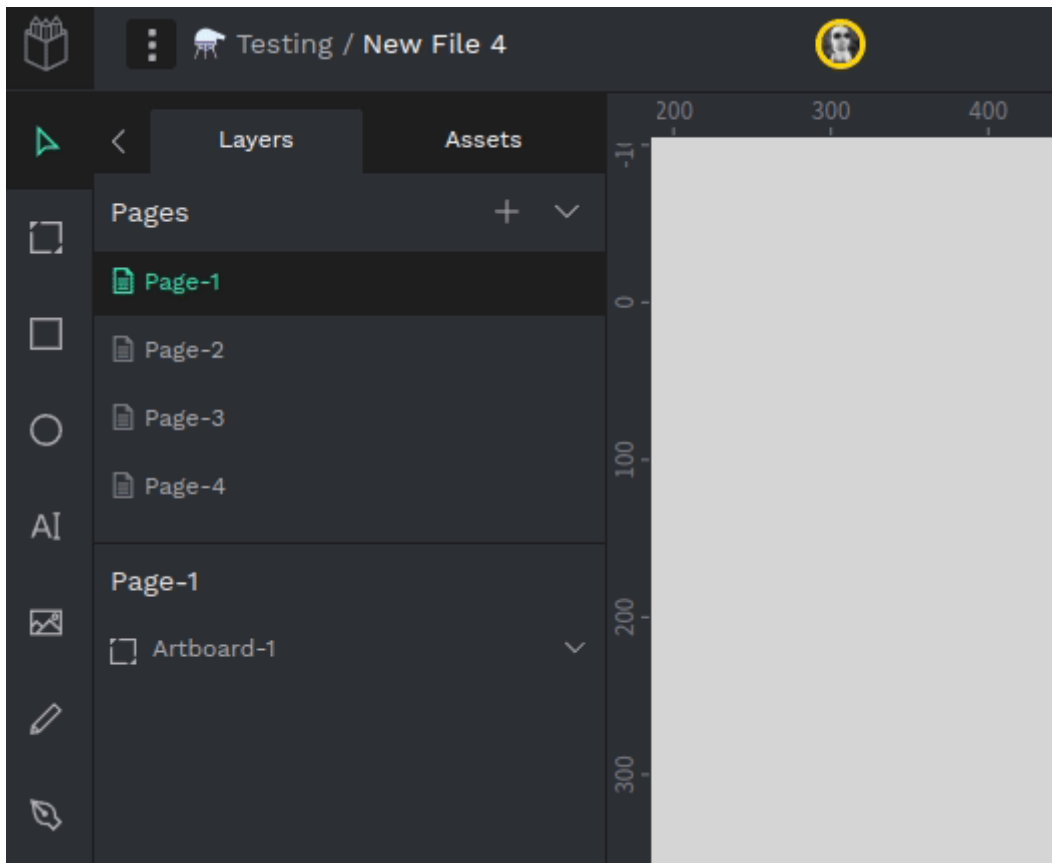 Testing / New File 4
200 300 400
Layers Assets
Pages
Page-1
Page-2
Page-3
Page-4
Page-1
Artboard-1
AI
0
100
200
300